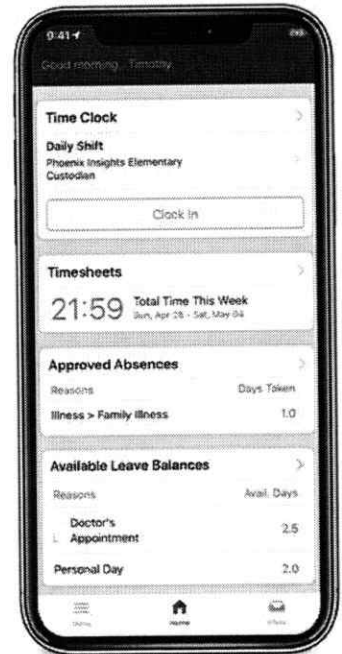 9:41
Good morning, Timothy
Time Clock
Daily Shift
Phoenix Insights Elementary
Custodian
Clock In
Timesheets
21:59 Total Time This Week
Sun, Apr 28 - Sat, May 04
Approved Absences
Reasons Days Taken
Illness > Family Illness 1.0
Available Leave Balances
Reasons Avail. Days
Doctor's
Appointment 2.5
Personal Day 2.0
Menu Home Inbox